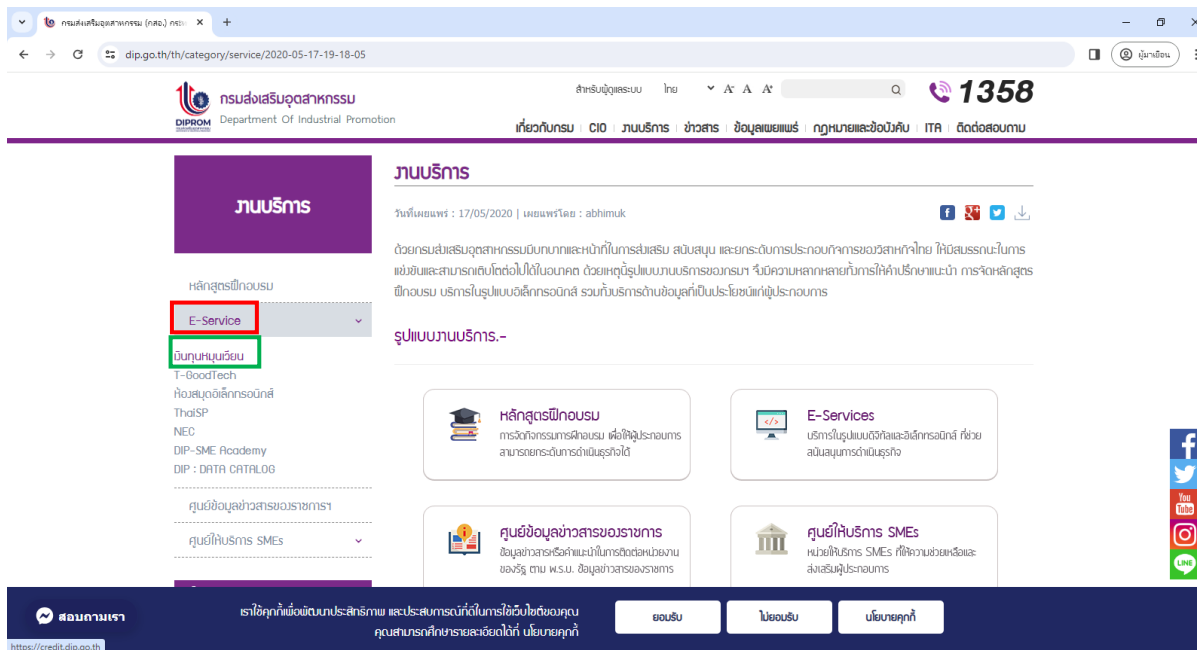 กรมส่งเสริมอุตสาหกรรม (กสอ.) กระ
dip.go.th/th/category/service/2020-05-17-19-18-05
ผู้มาเยือน
กรมส่งเสริมอุตสาหกรรม
Department Of Industrial Promotion
DIPROM
สำหรับผู้ดูแลระบบ ไทย A- A A+
1358
เกี่ยวกับกรม CIO งานบริการ ข่าวสาร ข้อมูลเผยแพร่ กฎหมายและข้อบังคับ ITA ติดต่อสอบถาม
งานบริการ
หลักสูตรฝึกอบรม
E-Service
เงินทุนหมุนเวียน
T-GoodTech
ห้องสมุดอิเล็กทรอนิกส์
ThaiSP
NEC
DIP-SME Academy
DIP : DATA CATALOG
ศูนย์ข้อมูลข่าวสารของราชการฯ
ศูนย์ให้บริการ SMEs
งานบริการ
วันที่เผยแพร่ : 17/05/2020 | เผยแพร่โดย : abhimuk
ด้วยกรมส่งเสริมอุตสาหกรรมมีบทบาทและหน้าที่ในการส่งเสริม สนับสนุน และยกระดับการประกอบกิจการของวิสาหกิจไทย ให้มีสมรรถนะในการ
แข่งขันและสามารถเติบโตต่อไปได้ในอนาคต ด้วยเหตุนี้รูปแบบงานบริการของกรมฯ จึงมีความหลากหลายทั้งการให้คำปรึกษาแนะนำ การจัดหลักสูตร
ฝึกอบรม บริการในรูปแบบอิเล็กทรอนิกส์ รวมทั้งบริการด้านข้อมูลที่เป็นประโยชน์แก่ผู้ประกอบการ
รูปแบบงานบริการ.-
หลักสูตรฝึกอบรม
การจัดกิจกรรมการฝึกอบรม เพื่อให้ผู้ประกอบการ
สามารถยกระดับการดำเนินธุรกิจได้
E-Services
บริการในรูปแบบดิจิทัลและอิเล็กทรอนิกส์ ที่ช่วย
สนับสนุนการดำเนินธุรกิจ
ศูนย์ข้อมูลข่าวสารของราชการ
ข้อมูลข่าวสารหรือคำแนะนำในการติดต่อหน่วยงาน
ของรัฐ ตาม พ.ร.บ. ข้อมูลข่าวสารของราชการ
ศูนย์ให้บริการ SMEs
หน่วยให้บริการ SMEs ที่ให้ความช่วยเหลือและ
ส่งเสริมผู้ประกอบการ
You
Tube
LINE
สอบถามเรา
เราใช้คุกกี้เพื่อพัฒนาประสิทธิภาพ และประสบการณ์ที่ดีในการใช้เว็บไซต์ของคุณ
คุณสามารถศึกษารายละเอียดได้ที่ นโยบายคุกกี้
ยอมรับ
ไม่ยอมรับ
นโยบายคุกกี้
https://credit.dip.go.th